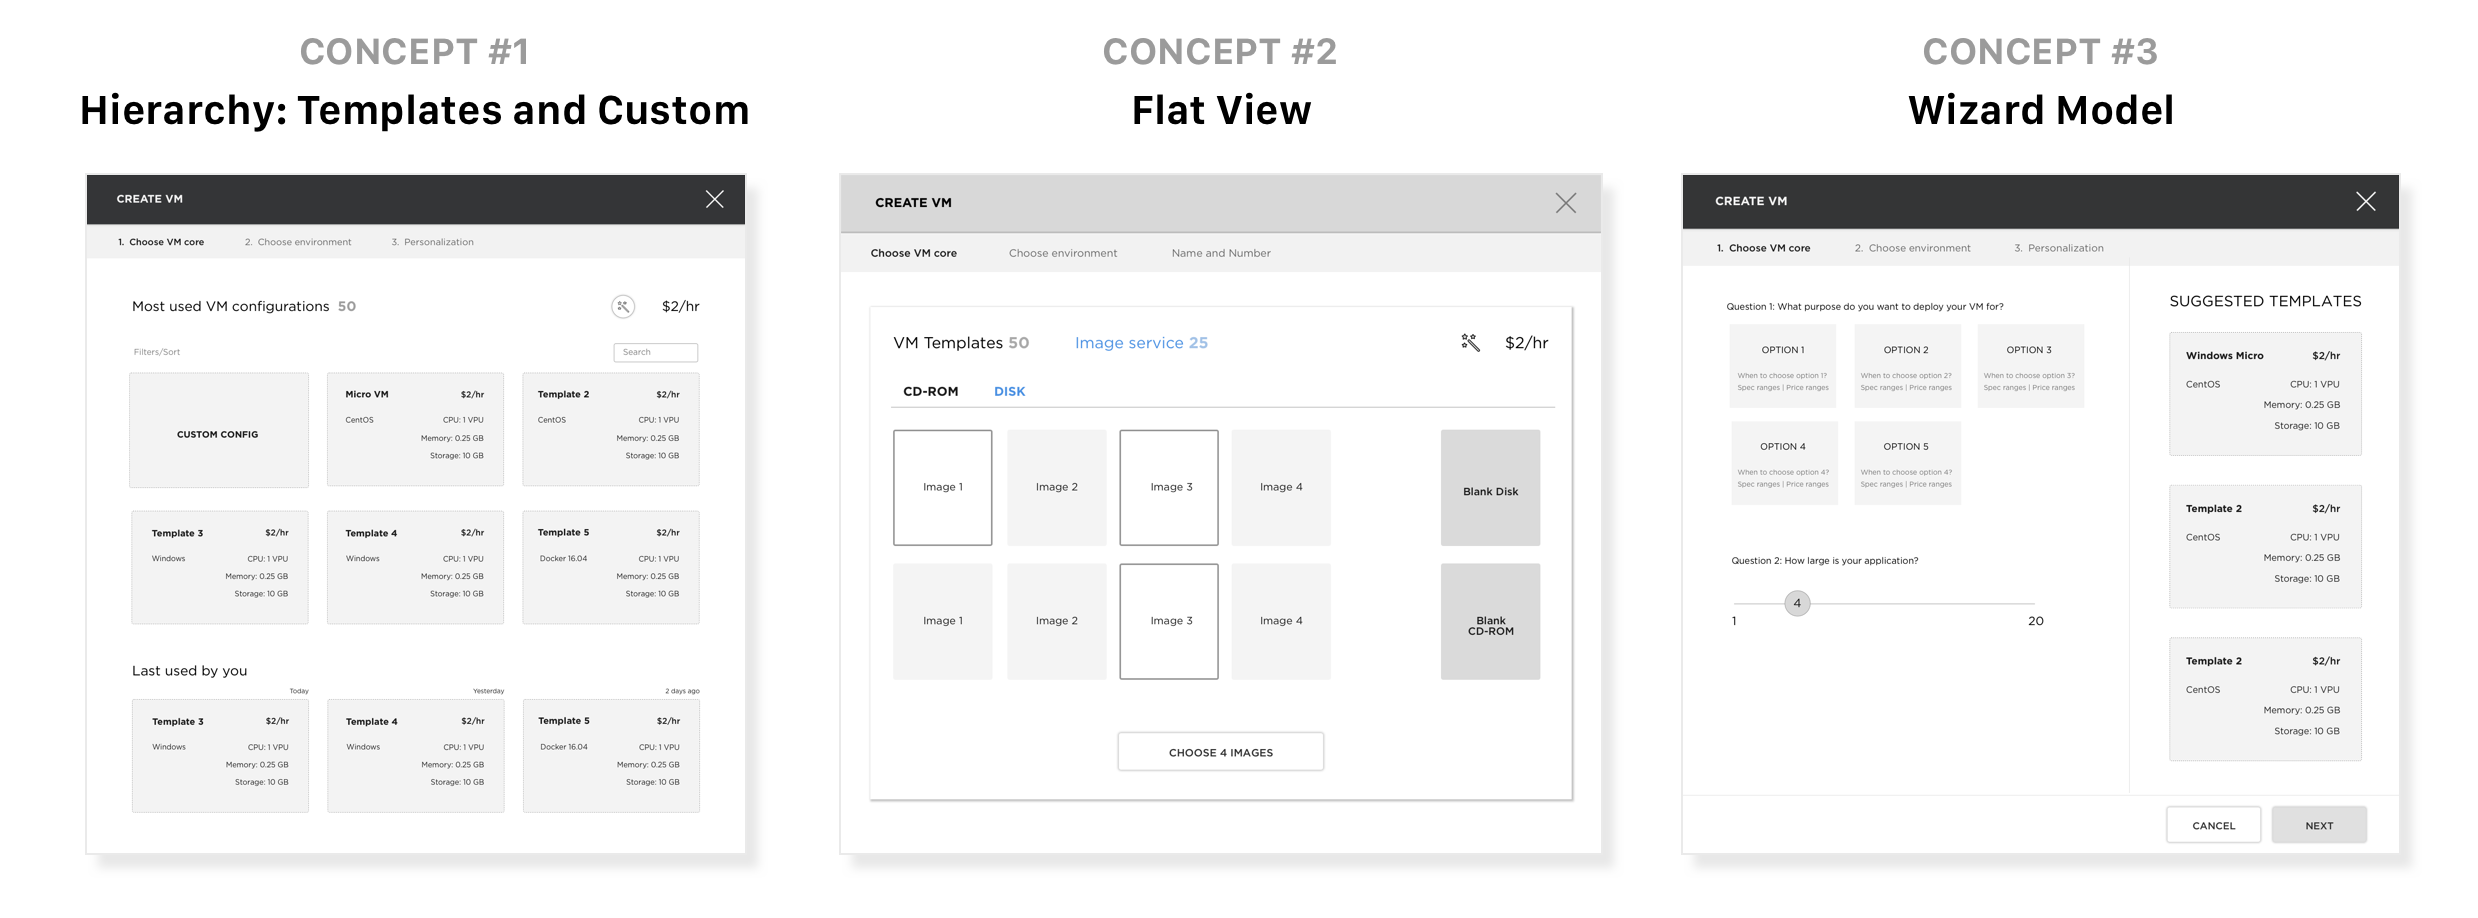 CONCEPT #1
Hierarchy: Templates and Custom
CREATE VM
1. Choose VM core 2. Choose environment 3. Personalization
Most used VM configurations 50 $2/hr
Filters/Sort Search
CUSTOM CONFIG
Micro VM $2/hr
CentOS CPU: 1 VPU
Memory: 0.25 GB
Storage: 10 GB
Template 2 $2/hr
CentOS CPU: 1 VPU
Memory: 0.25 GB
Storage: 10 GB
Template 3 $2/hr
Windows CPU: 1 VPU
Memory: 0.25 GB
Storage: 10 GB
Template 4 $2/hr
Windows CPU: 1 VPU
Memory: 0.25 GB
Storage: 10 GB
Template 5 $2/hr
Docker 16.04 CPU: 1 VPU
Memory: 0.25 GB
Storage: 10 GB
Last used by you
Today
Template 3 $2/hr
Windows CPU: 1 VPU
Memory: 0.25 GB
Storage: 10 GB
Yesterday
Template 4 $2/hr
Windows CPU: 1 VPU
Memory: 0.25 GB
Storage: 10 GB
2 days ago
Template 5 $2/hr
Docker 16.04 CPU: 1 VPU
Memory: 0.25 GB
Storage: 10 GB
CONCEPT #2
Flat View
CREATE VM
Choose VM core Choose environment Name and Number
VM Templates 50 Image service 25 $2/hr
CD-ROM DISK
Image 1 Image 2 Image 3 Image 4 Blank Disk
Image 1 Image 2 Image 3 Image 4 Blank
CD-ROM
CHOOSE 4 IMAGES
CONCEPT #3
Wizard Model
CREATE VM
1. Choose VM core 2. Choose environment 3. Personalization
Question 1: What purpose do you want to deploy your VM for?
OPTION 1
When to choose option 1?
Spec ranges | Price ranges
OPTION 2
When to choose option 2?
Spec ranges | Price ranges
OPTION 3
When to choose option 3?
Spec ranges | Price ranges
OPTION 4
When to choose option 4?
Spec ranges | Price ranges
OPTION 5
When to choose option 4?
Spec ranges | Price ranges
Question 2: How large is your application?
4
1 20
SUGGESTED TEMPLATES
Windows Micro $2/hr
CentOS CPU: 1 VPU
Memory: 0.25 GB
Storage: 10 GB
Template 2 $2/hr
CentOS CPU: 1 VPU
Memory: 0.25 GB
Storage: 10 GB
Template 2 $2/hr
CentOS CPU: 1 VPU
Memory: 0.25 GB
Storage: 10 GB
CANCEL NEXT